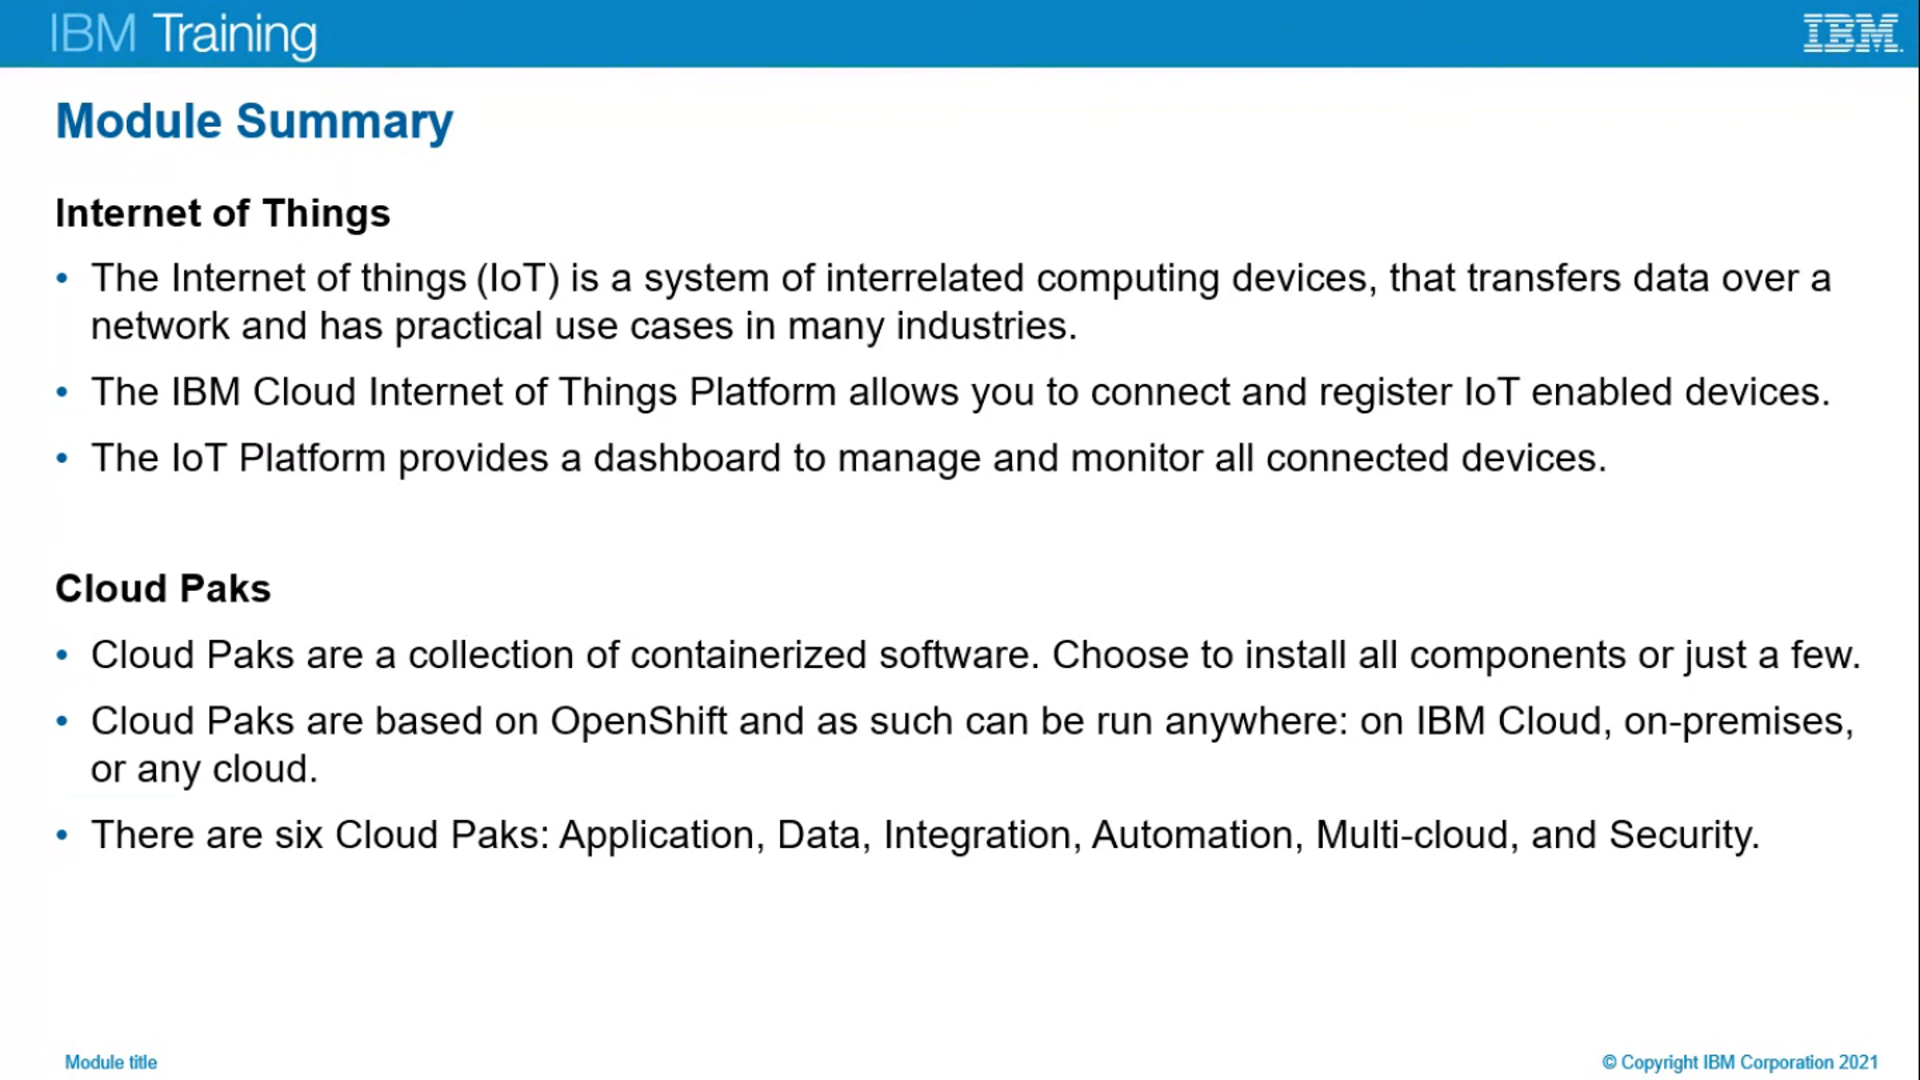 IBM Training
IBM.
Module Summary
Internet of Things
• The Internet of things (IoT) is a system of interrelated computing devices, that transfers data over a
network and has practical use cases in many industries.
• The IBM Cloud Internet of Things Platform allows you to connect and register IoT enabled devices.
• The IoT Platform provides a dashboard to manage and monitor all connected devices.
Cloud Paks
• Cloud Paks are a collection of containerized software. Choose to install all components or just a few.
• Cloud Paks are based on OpenShift and as such can be run anywhere: on IBM Cloud, on-premises,
or any cloud.
• There are six Cloud Paks: Application, Data, Integration, Automation, Multi-cloud, and Security.
Module title
© Copyright IBM Corporation 2021